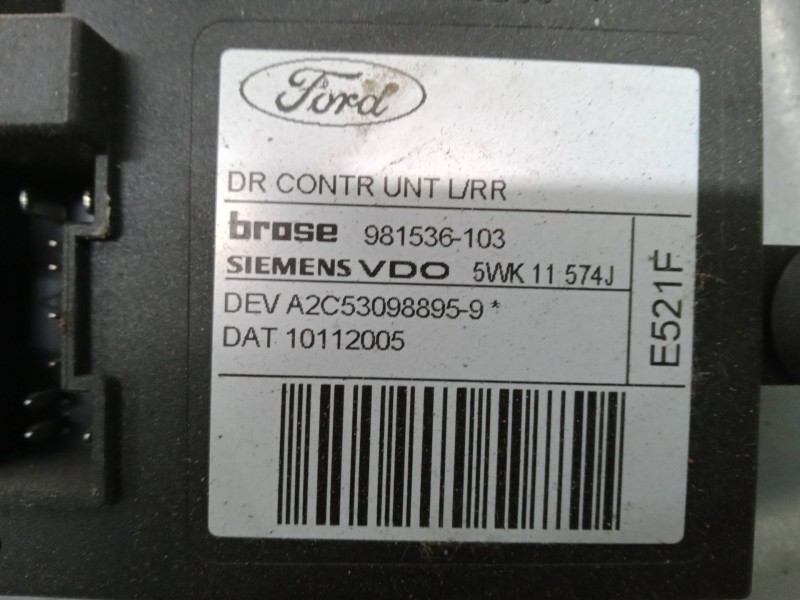 Ford
DR CONTR UNT L/RR
brose 981536-103
SIEMENS VDO 5WK 11 574J
DEV A2C53098895-9 *
DAT 10112005
E521F